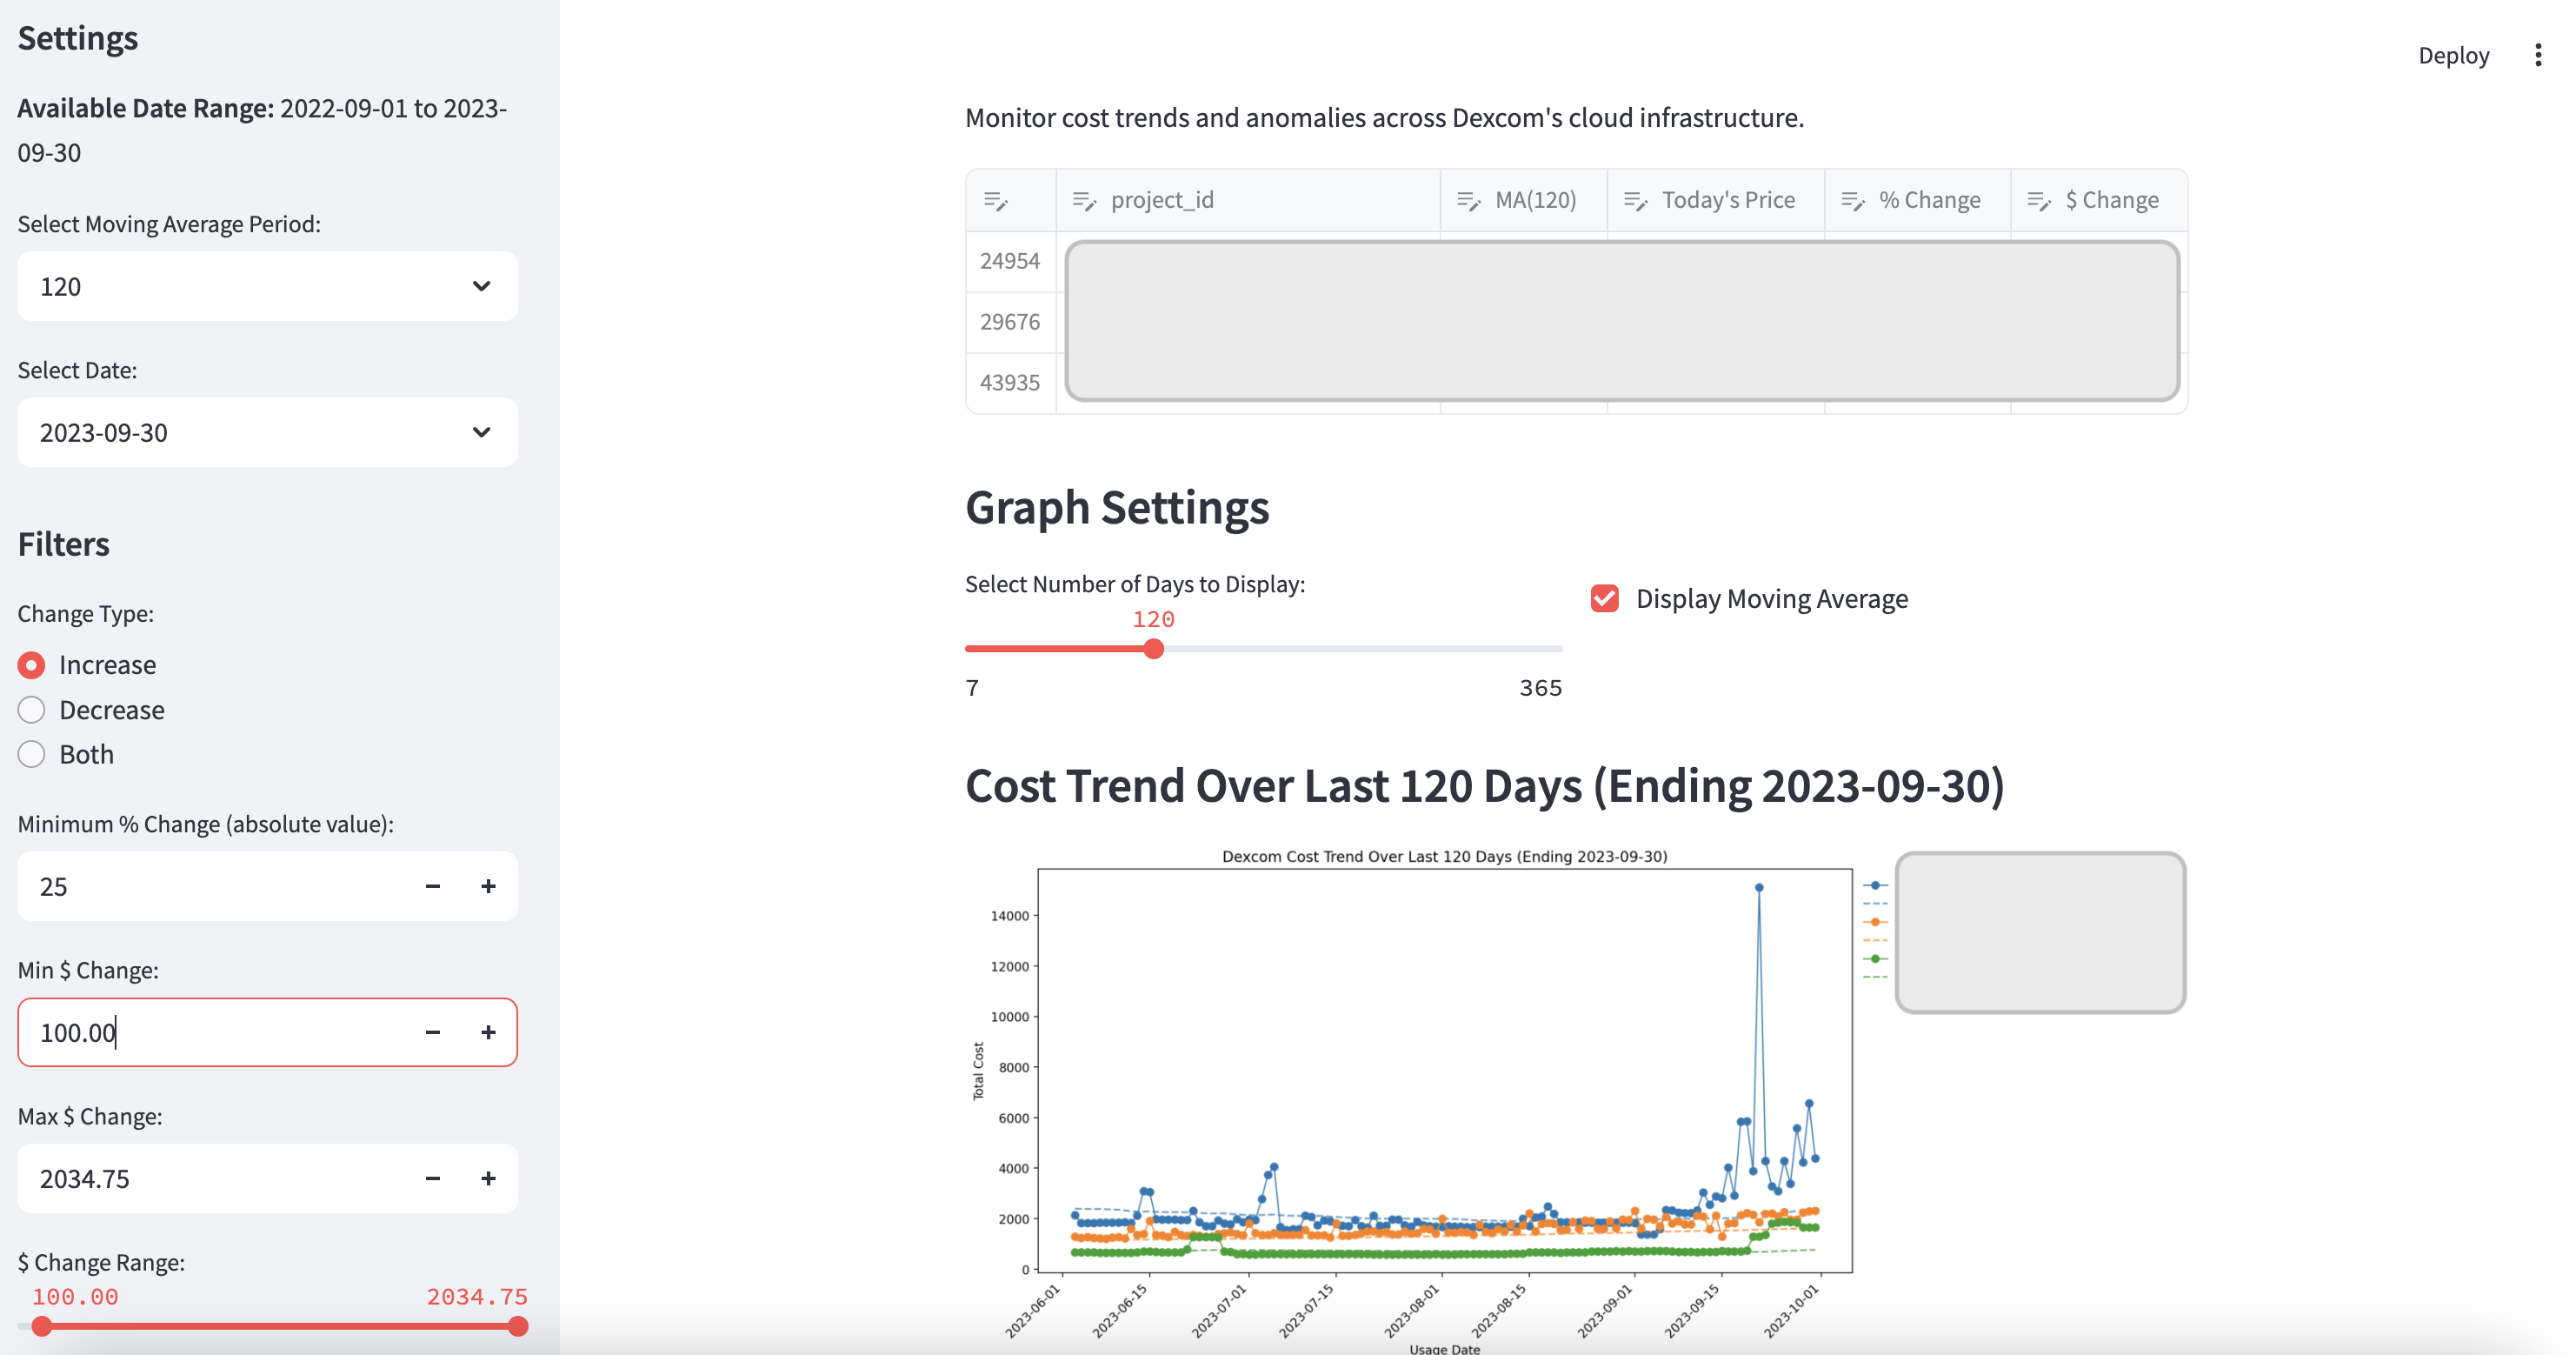 Settings
Available Date Range: 2022-09-01 to 2023-
09-30
Select Moving Average Period:
120
Select Date:
2023-09-30
Filters
Change Type:
Increase
Decrease
Both
Minimum % Change (absolute value):
25
Min $ Change:
100.00
Max $ Change:
2034.75
$ Change Range:
100.00 2034.75
Deploy
Monitor cost trends and anomalies across Dexcom's cloud infrastructure.
project_id MA(120) Today's Price % Change $ Change
24954
29676
43935
Graph Settings
Select Number of Days to Display:
120
7 365
Display Moving Average
Cost Trend Over Last 120 Days (Ending 2023-09-30)
Dexcom Cost Trend Over Last 120 Days (Ending 2023-09-30)
14000
12000
10000
8000
6000
4000
2000
0
Total Cost
2023-06-01 2023-06-15 2023-07-01 2023-07-15 2023-08-01 2023-08-15 2023-09-01 2023-09-15 2023-10-01
Usage Date